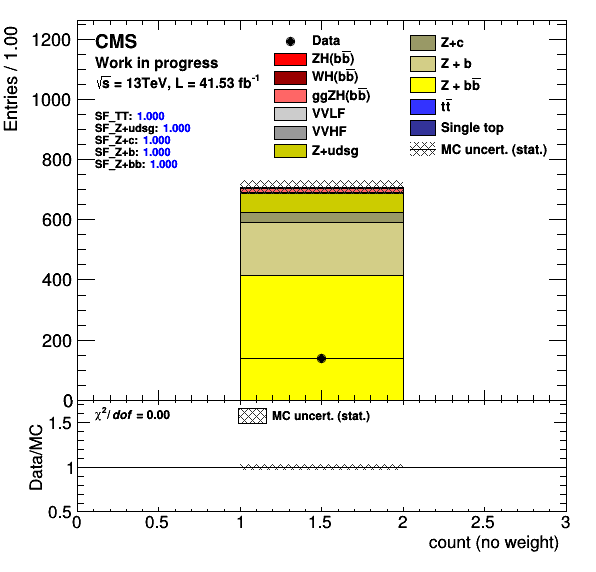 CMS
Work in progress
√s = 13TeV, L = 41.53 fb⁻¹
SF_TT: 1.000
SF_Z+udsg: 1.000
SF_Z+c: 1.000
SF_Z+b: 1.000
SF_Z+bb: 1.000
Data
ZH(bb̅)
WH(bb̅)
ggZH(bb̅)
VVLF
VVHF
Z+udsg
Z+c
Z + b
Z + bb̅
tt̅
Single top
MC uncert. (stat.)
Entries / 1.00
1200
1000
800
600
400
200
0
χ²/dof = 0.00
MC uncert. (stat.)
Data/MC
1.5
1
0.5
0 0.5 1 1.5 2 2.5 3
count (no weight)